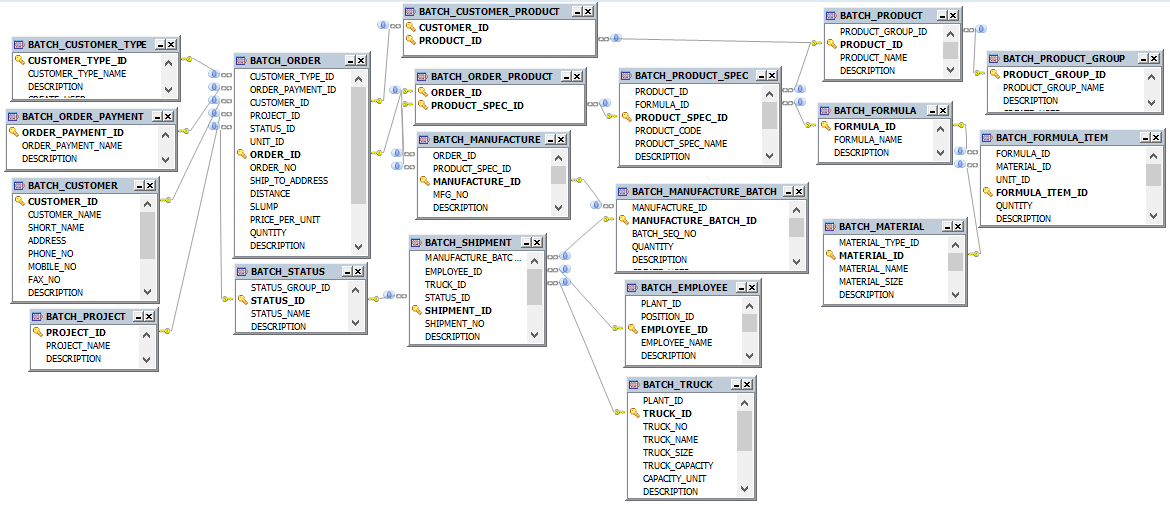 BATCH_CUSTOMER_TYPE
CUSTOMER_TYPE_ID
CUSTOMER_TYPE_NAME
DESCRIPTION
BATCH_ORDER_PAYMENT
ORDER_PAYMENT_ID
ORDER_PAYMENT_NAME
DESCRIPTION
BATCH_CUSTOMER
CUSTOMER_ID
CUSTOMER_NAME
SHORT_NAME
ADDRESS
PHONE_NO
MOBILE_NO
FAX_NO
DESCRIPTION
BATCH_PROJECT
PROJECT_ID
PROJECT_NAME
DESCRIPTION
BATCH_ORDER
CUSTOMER_TYPE_ID
ORDER_PAYMENT_ID
CUSTOMER_ID
PROJECT_ID
STATUS_ID
UNIT_ID
ORDER_ID
ORDER_NO
SHIP_TO_ADDRESS
DISTANCE
SLUMP
PRICE_PER_UNIT
QUNTITY
DESCRIPTION
BATCH_STATUS
STATUS_GROUP_ID
STATUS_ID
STATUS_NAME
DESCRIPTION
BATCH_CUSTOMER_PRODUCT
CUSTOMER_ID
PRODUCT_ID
BATCH_ORDER_PRODUCT
ORDER_ID
PRODUCT_SPEC_ID
BATCH_MANUFACTURE
ORDER_ID
PRODUCT_SPEC_ID
MANUFACTURE_ID
MFG_NO
DESCRIPTION
BATCH_SHIPMENT
MANUFACTURE_BATC ...
EMPLOYEE_ID
TRUCK_ID
STATUS_ID
SHIPMENT_ID
SHIPMENT_NO
DESCRIPTION
BATCH_PRODUCT_SPEC
PRODUCT_ID
FORMULA_ID
PRODUCT_SPEC_ID
PRODUCT_CODE
PRODUCT_SPEC_NAME
DESCRIPTION
BATCH_MANUFACTURE_BATCH
MANUFACTURE_ID
MANUFACTURE_BATCH_ID
BATCH_SEQ_NO
QUANTITY
DESCRIPTION
BATCH_EMPLOYEE
PLANT_ID
POSITION_ID
EMPLOYEE_ID
EMPLOYEE_NAME
DESCRIPTION
BATCH_TRUCK
PLANT_ID
TRUCK_ID
TRUCK_NO
TRUCK_NAME
TRUCK_SIZE
TRUCK_CAPACITY
CAPACITY_UNIT
DESCRIPTION
BATCH_PRODUCT
PRODUCT_GROUP_ID
PRODUCT_ID
PRODUCT_NAME
DESCRIPTION
BATCH_FORMULA
FORMULA_ID
FORMULA_NAME
DESCRIPTION
BATCH_MATERIAL
MATERIAL_TYPE_ID
MATERIAL_ID
MATERIAL_NAME
MATERIAL_SIZE
DESCRIPTION
BATCH_PRODUCT_GROUP
PRODUCT_GROUP_ID
PRODUCT_GROUP_NAME
DESCRIPTION
BATCH_FORMULA_ITEM
FORMULA_ID
MATERIAL_ID
UNIT_ID
FORMULA_ITEM_ID
QUNTITY
DESCRIPTION